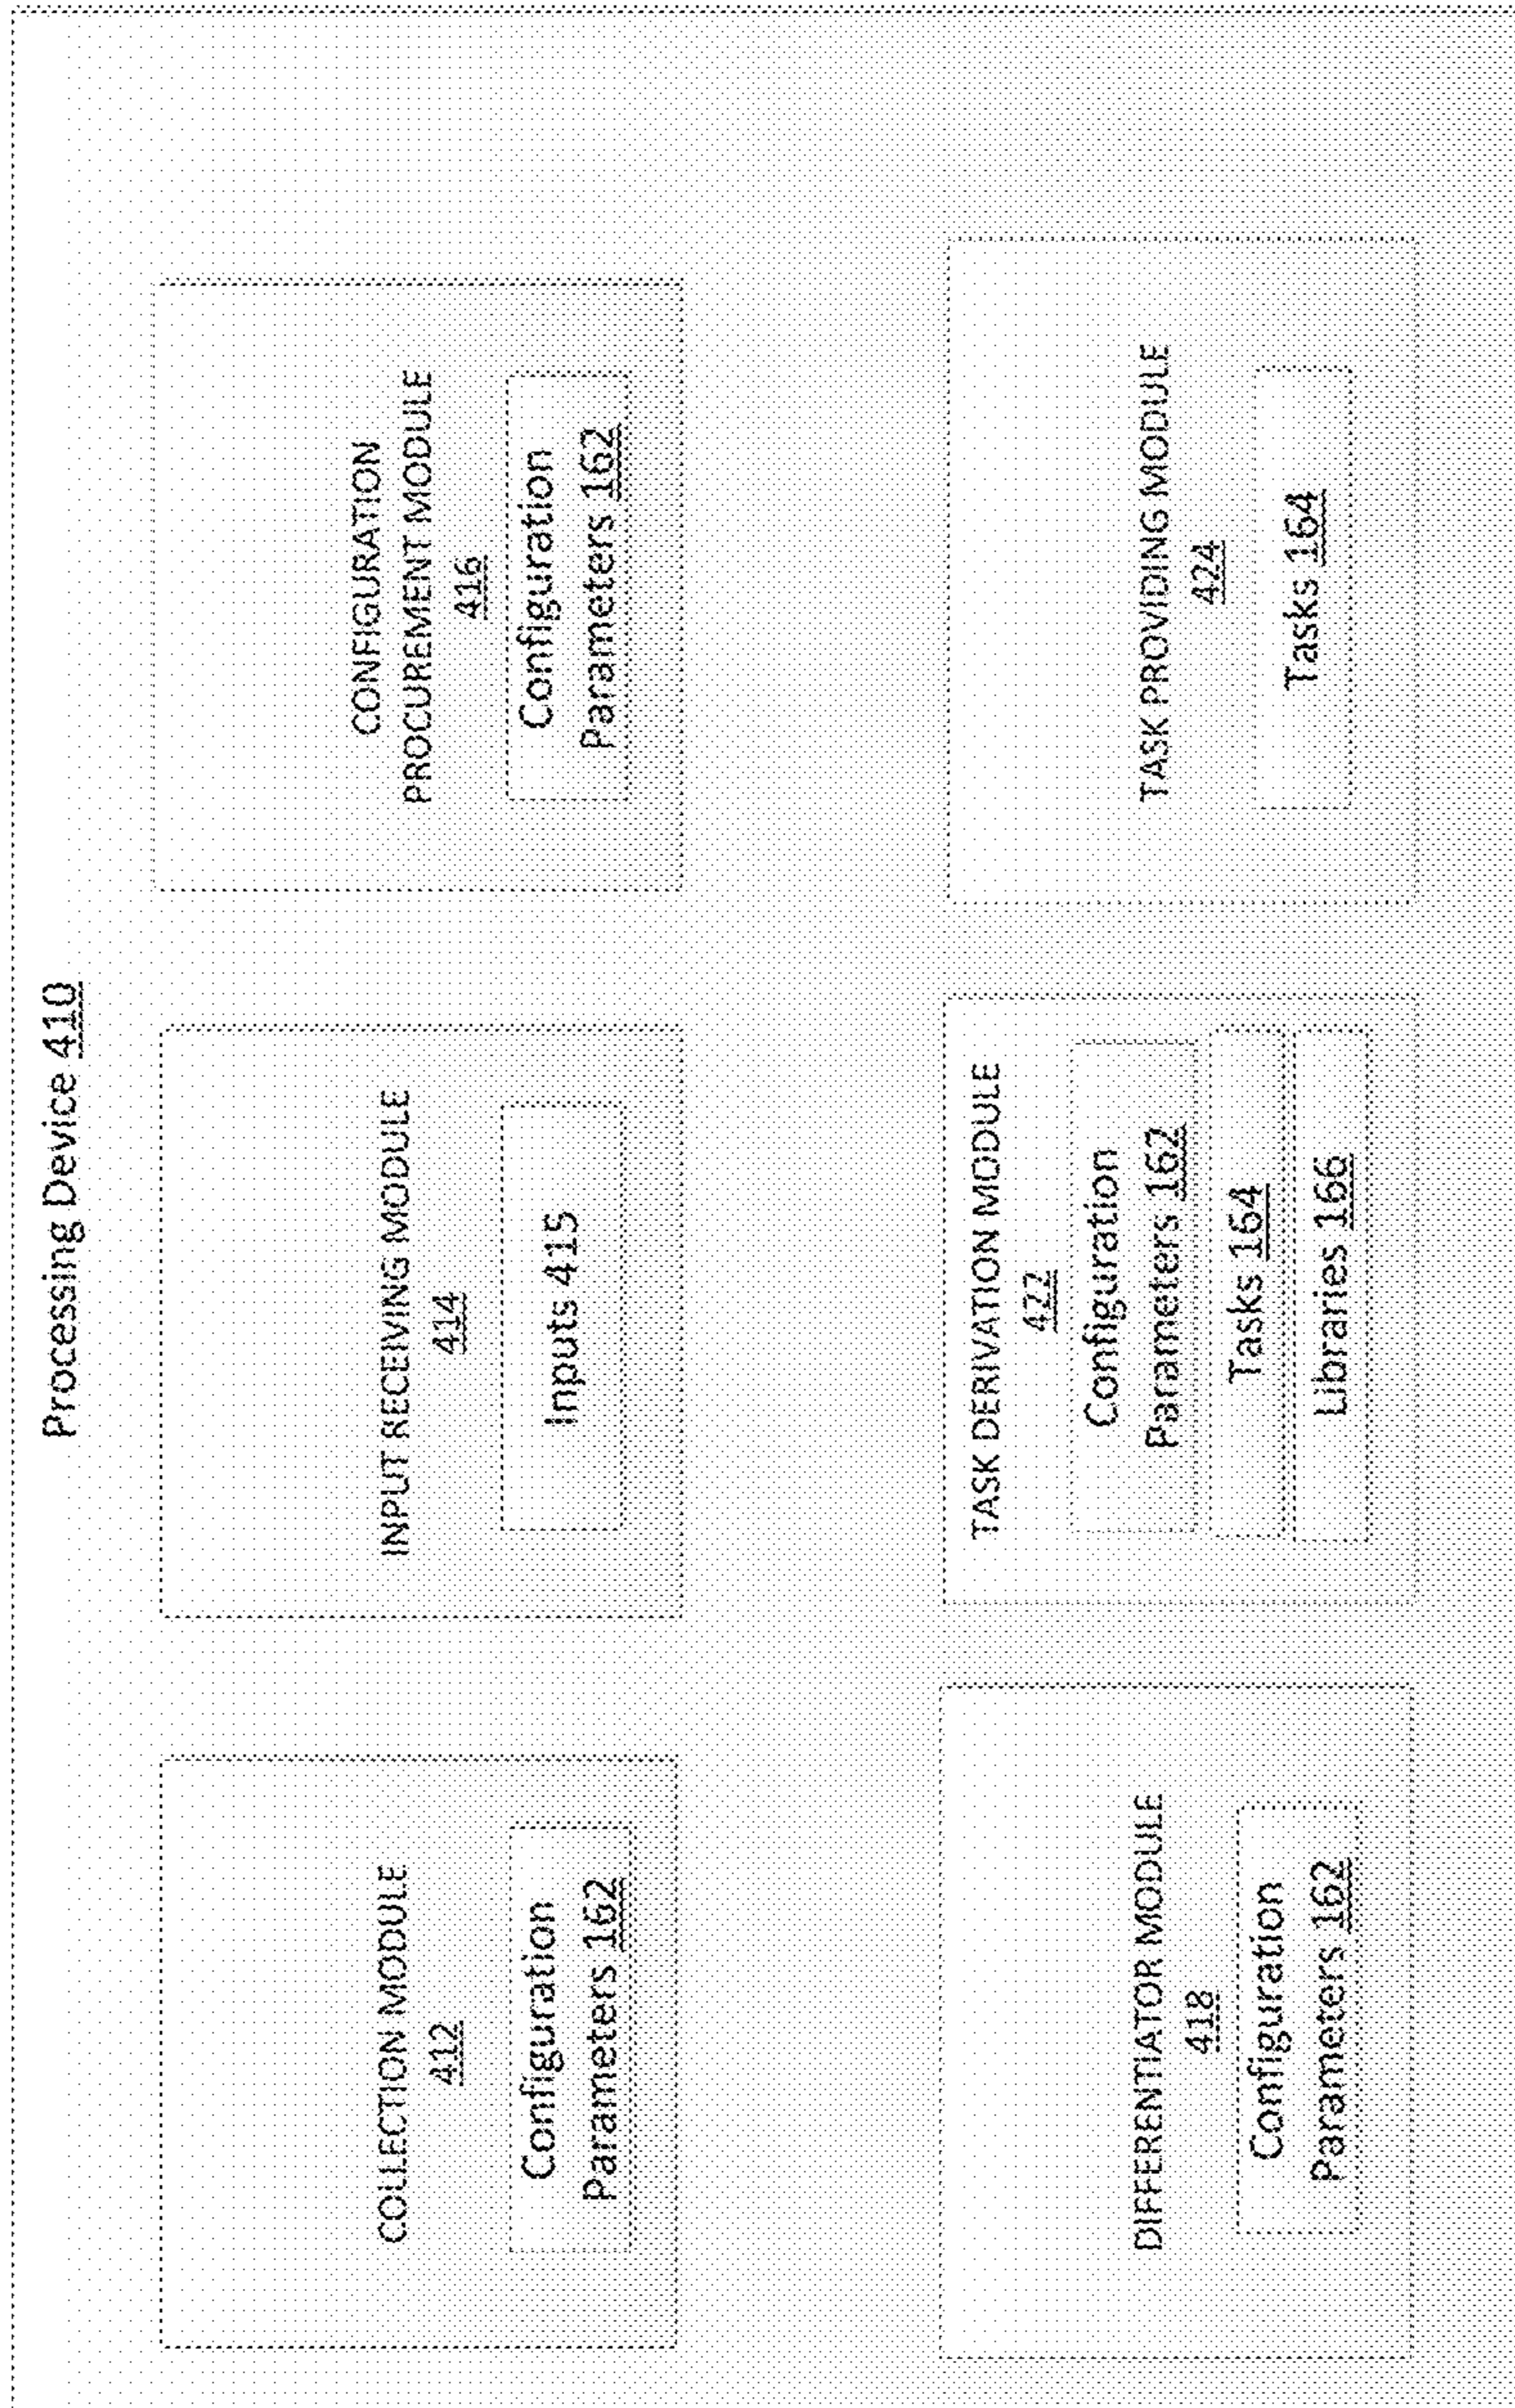 Processing Device 410
COLLECTION MODULE
412
Configuration
Parameters 162
INPUT RECEIVING MODULE
414
Inputs 415
CONFIGURATION
PROCUREMENT MODULE
416
Configuration
Parameters 162
DIFFERENTIATOR MODULE
418
Configuration
Parameters 162
TASK DERIVATION MODULE
422
Configuration
Parameters 162
Tasks 164
Libraries 166
TASK PROVIDING MODULE
424
Tasks 164